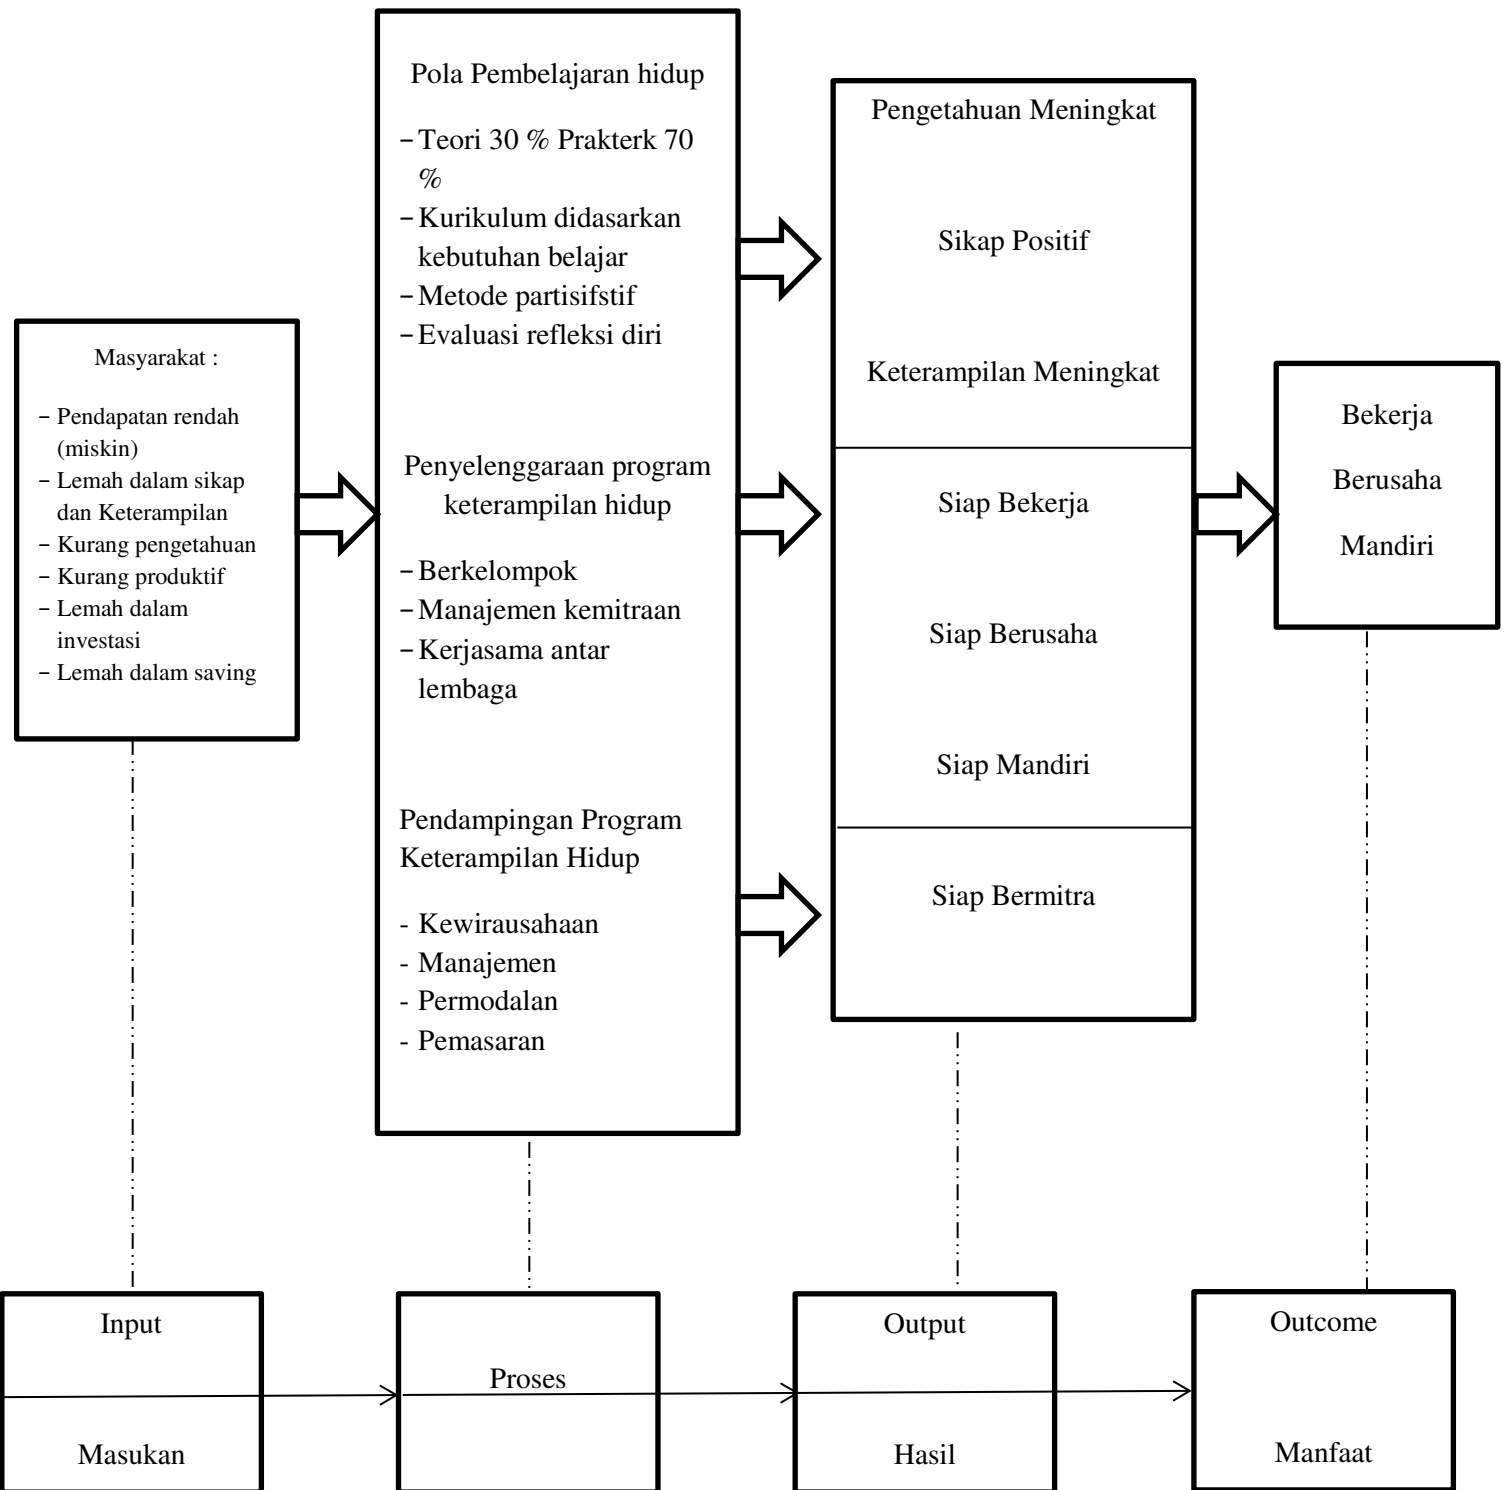 Masyarakat :
– Pendapatan rendah
(miskin)
– Lemah dalam sikap
dan Keterampilan
– Kurang pengetahuan
– Kurang produktif
– Lemah dalam
investasi
– Lemah dalam saving
Pola Pembelajaran hidup
– Teori 30 % Prakterk 70
%
– Kurikulum didasarkan
kebutuhan belajar
– Metode partisifstif
– Evaluasi refleksi diri
Penyelenggaraan program
keterampilan hidup
– Berkelompok
– Manajemen kemitraan
– Kerjasama antar
lembaga
Pendampingan Program
Keterampilan Hidup
- Kewirausahaan
- Manajemen
- Permodalan
- Pemasaran
Pengetahuan Meningkat
Sikap Positif
Keterampilan Meningkat
Siap Bekerja
Siap Berusaha
Siap Mandiri
Siap Bermitra
Bekerja
Berusaha
Mandiri
Input
Masukan
Proses
Output
Hasil
Outcome
Manfaat